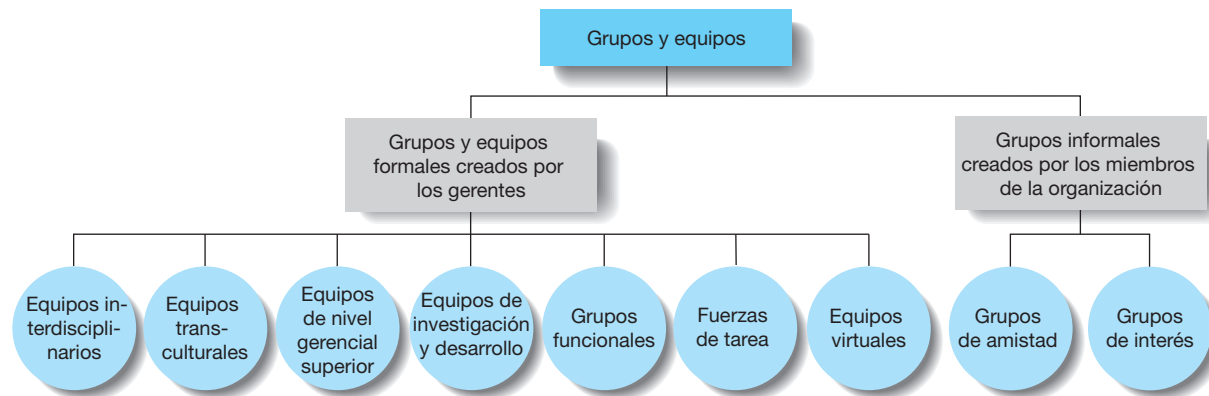 Grupos y equipos
Grupos y equipos
formales creados por
los gerentes
Grupos informales
creados por los miembros
de la organización
Equipos in-
terdiscipli-
narios
Equipos
trans-
culturales
Equipos
de nivel
gerencial
superior
Equipos de
investigación
y desarrollo
Grupos
funcionales
Fuerzas
de tarea
Equipos
virtuales
Grupos
de amistad
Grupos
de interés